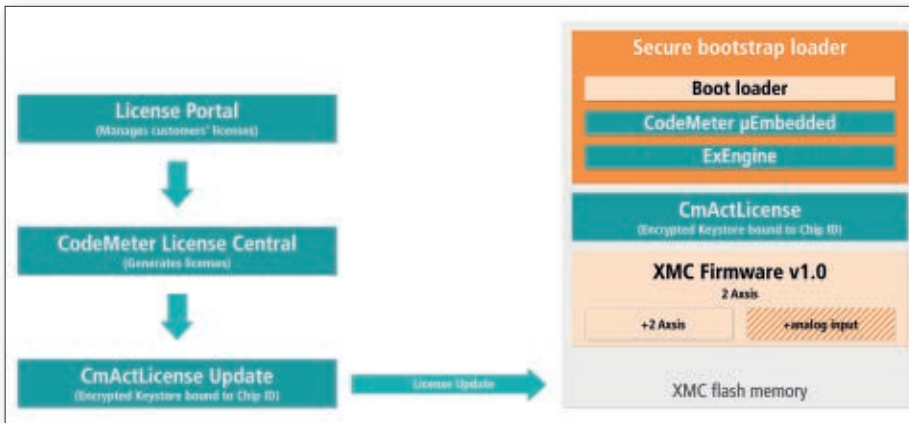 License Portal
(Manages customers' licenses)
CodeMeter License Central
(Generates licenses)
CmActLicense Update
(Encrypted Keystore bound to Chip ID)
License Update
Secure bootstrap loader
Boot loader
CodeMeter µEmbedded
ExEngine
CmActLicense
(Encrypted Keystore bound to Chip ID)
XMC Firmware v1.0
2 Axsis
+2 Axsis
+analog input
XMC flash memory